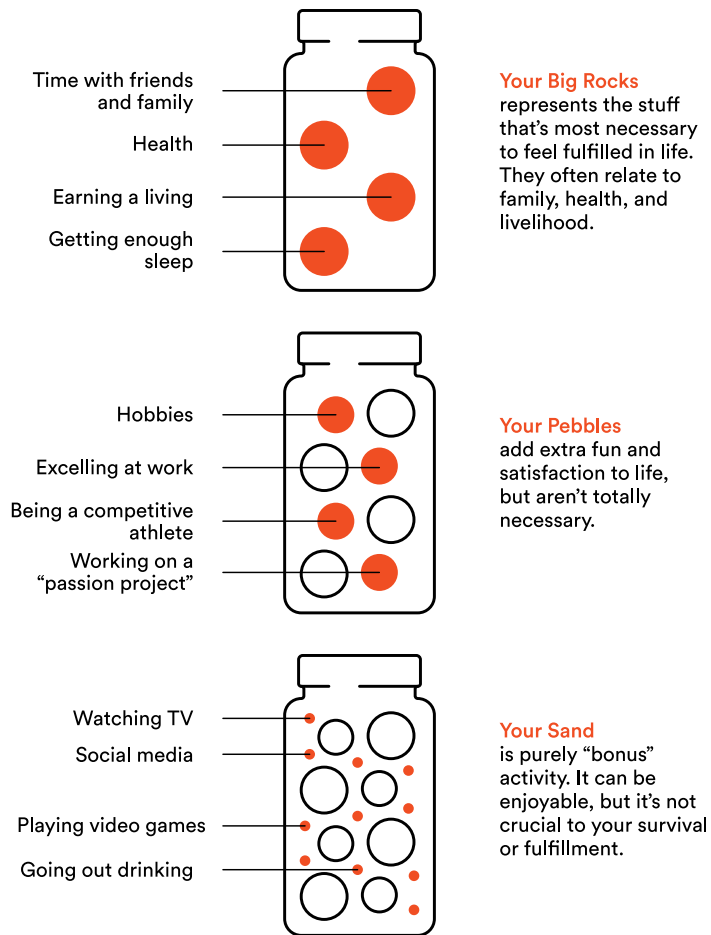 Time with friends
and family
Health
Earning a living
Getting enough
sleep
Your Big Rocks
represents the stuff
that's most necessary
to feel fulfilled in life.
They often relate to
family, health, and
livelihood.
Hobbies
Excelling at work
Being a competitive
athlete
Working on a
“passion project”
Your Pebbles
add extra fun and
satisfaction to life,
but aren't totally
necessary.
Watching TV
Social media
Playing video games
Going out drinking
Your Sand
is purely “bonus”
activity. It can be
enjoyable, but it's not
crucial to your survival
or fulfillment.